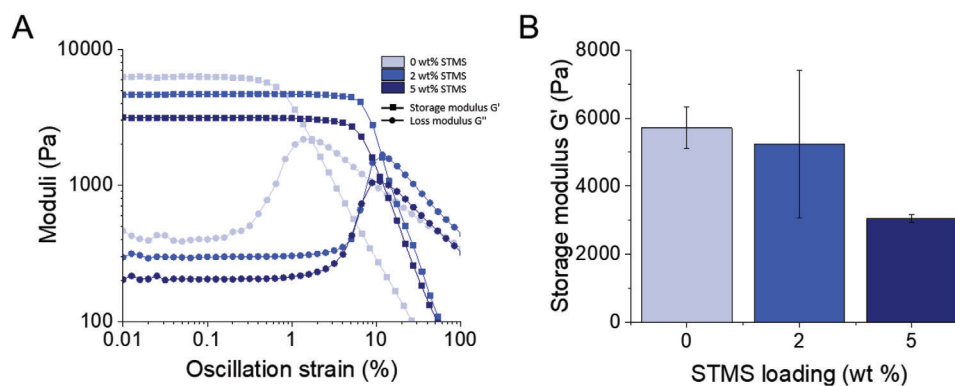 A
10000
1000
100
Moduli (Pa)
0 wt% STMS
2 wt% STMS
5 wt% STMS
Storage modulus G'
Loss modulus G"
0.01 0.1 1 10 100
Oscillation strain (%)
B
8000
6000
4000
2000
0
Storage modulus G' (Pa)
0 2 5
STMS loading (wt %)